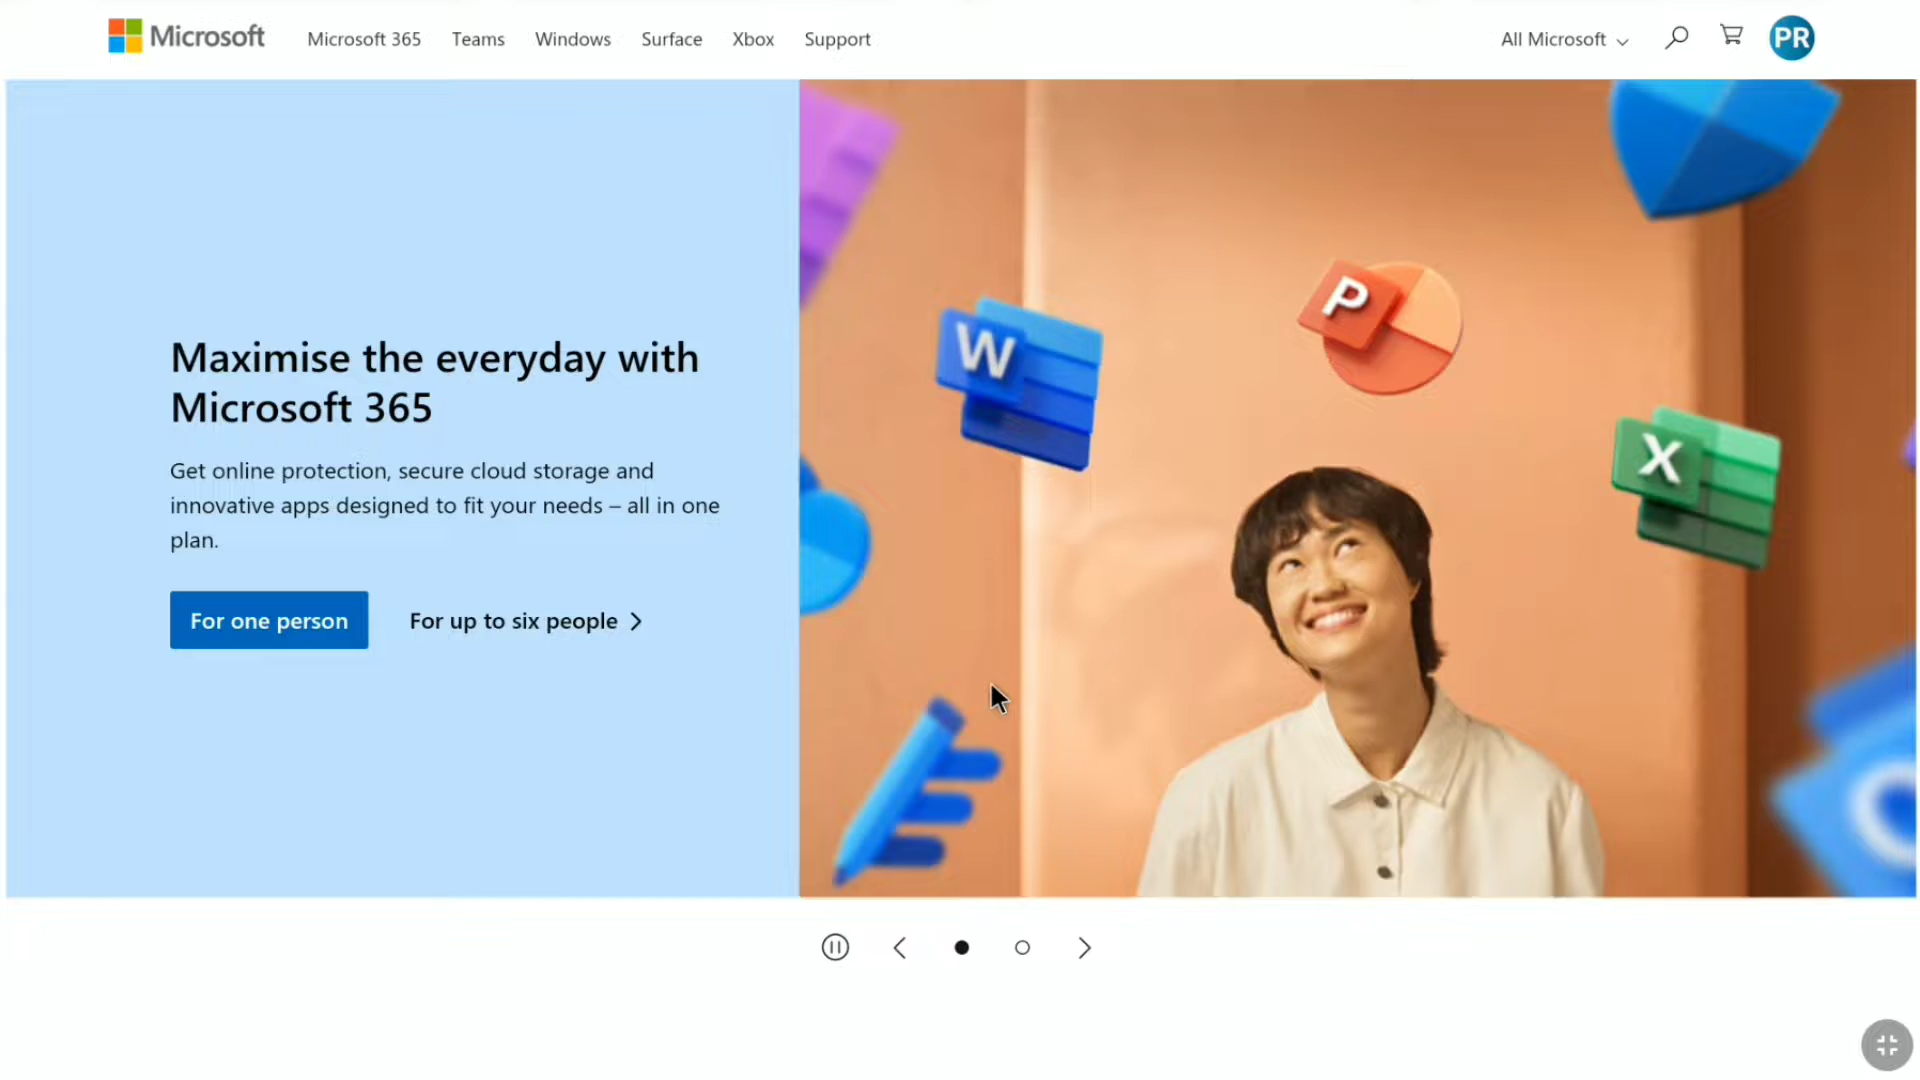 Microsoft
Microsoft 365 Teams Windows Surface Xbox Support
All Microsoft
PR
Maximise the everyday with
Microsoft 365
Get online protection, secure cloud storage and
innovative apps designed to fit your needs – all in one
plan.
For one person
For up to six people
W
P
X